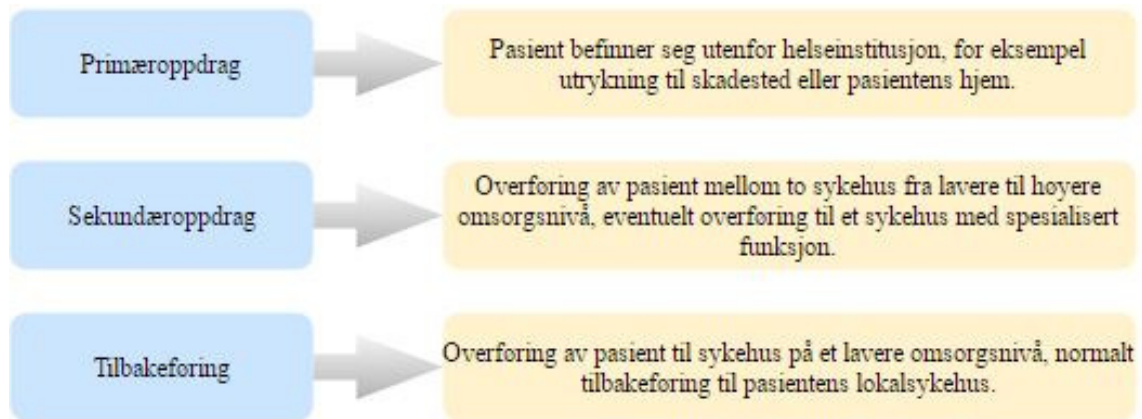 Primæroppdrag
Pasient befinner seg utenfor helseinstitusjon, for eksempel
utrykning til skadested eller pasientens hjem.
Sekundæroppdrag
Overføring av pasient mellom to sykehus fra lavere til høyere
omsorgsnivå, eventuelt overføring til et sykehus med spesialisert
funksjon.
Tilbakeføring
Overføring av pasient til sykehus på et lavere omsorgsnivå, normalt
tilbakeføring til pasientens lokalsykehus.